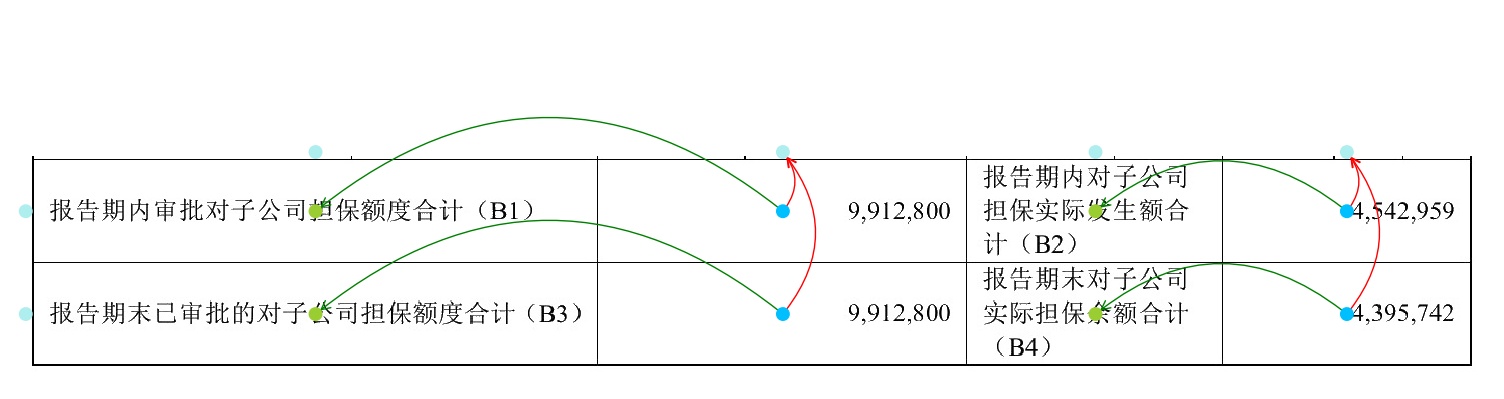 报告期内审批对子公司担保额度合计（B1）
9,912,800
报告期内对子公司
担保实际发生额合
计（B2）
4,542,959
报告期末已审批的对子公司担保额度合计（B3）
9,912,800
报告期末对子公司
实际担保余额合计
（B4）
4,395,742